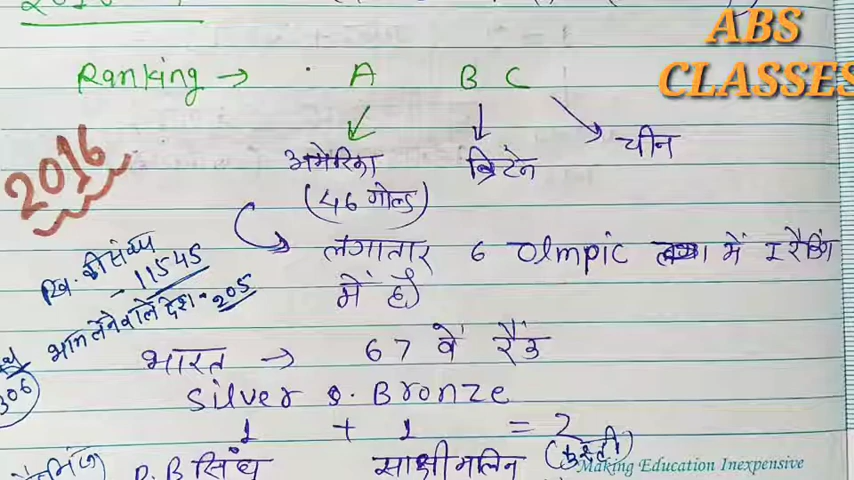 ABS
CLASSES
Ranking → A B C
2016
अमेरिका ब्रिटेन चीन
(46 गोल्ड)
लगातार 6 Olmpic में I रैंकिंग
में है
खि. की संख्या
- 11545
भाग लेने वाले देश - 205
306
भारत → 67 वें रैंक
Silver Bronze
1 + 1 = 2
P. B सिंधु साक्षी मलिक (कुश्ती)
Making Education Inexpensive